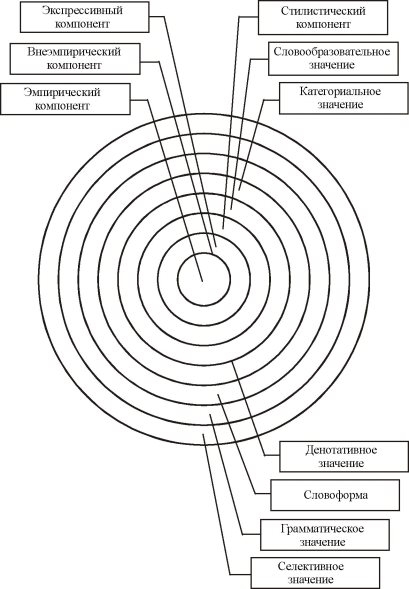 Экспрессивный
компонент
Внеэмпирический
компонент
Эмпирический
компонент
Стилистический
компонент
Словообразовательное
значение
Категориальное
значение
Денотативное
значение
Словоформа
Грамматическое
значение
Селективное
значение